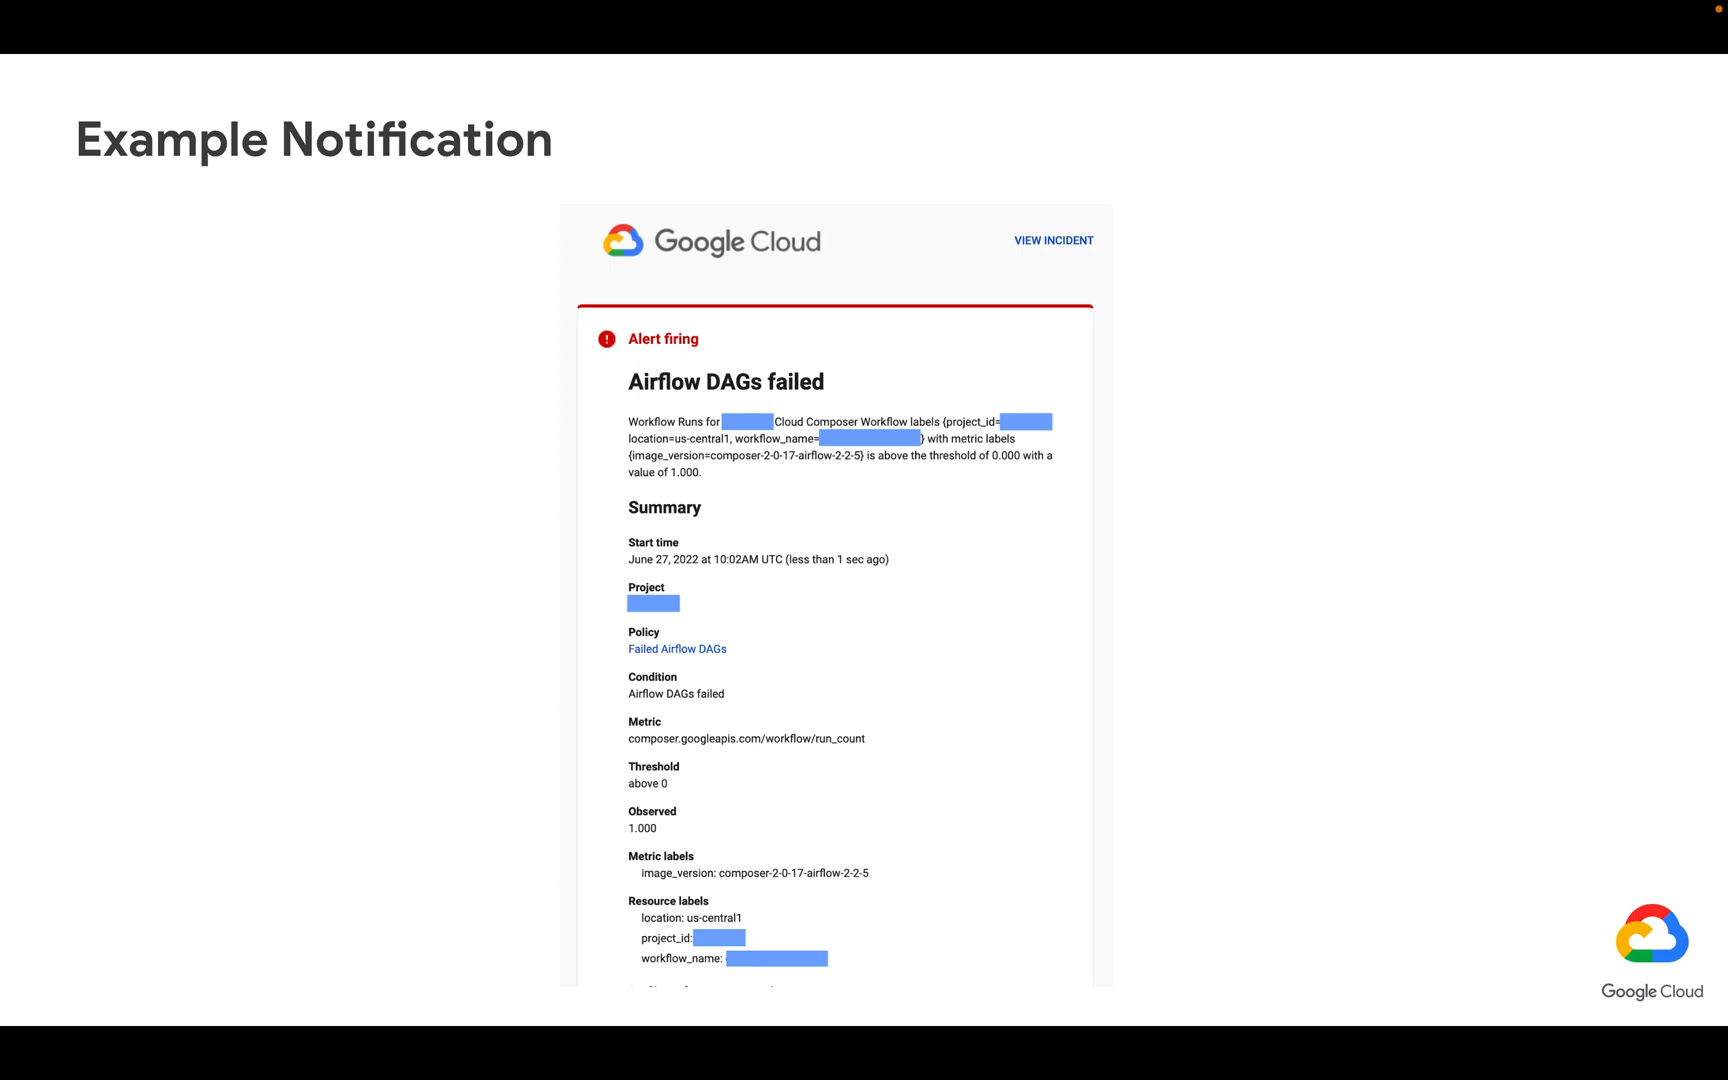 Example Notification
Google Cloud
VIEW INCIDENT
Alert firing
Airflow DAGs failed
Workflow Runs for Cloud Composer Workflow labels {project_id=
location=us-central1, workflow_name= } with metric labels
{image_version=composer-2-0-17-airflow-2-2-5} is above the threshold of 0.000 with a
value of 1.000.
Summary
Start time
June 27, 2022 at 10:02AM UTC (less than 1 sec ago)
Project
Policy
Failed Airflow DAGs
Condition
Airflow DAGs failed
Metric
composer.googleapis.com/workflow/run_count
Threshold
above 0
Observed
1.000
Metric labels
image_version: composer-2-0-17-airflow-2-2-5
Resource labels
location: us-central1
project_id:
workflow_name:
Google Cloud